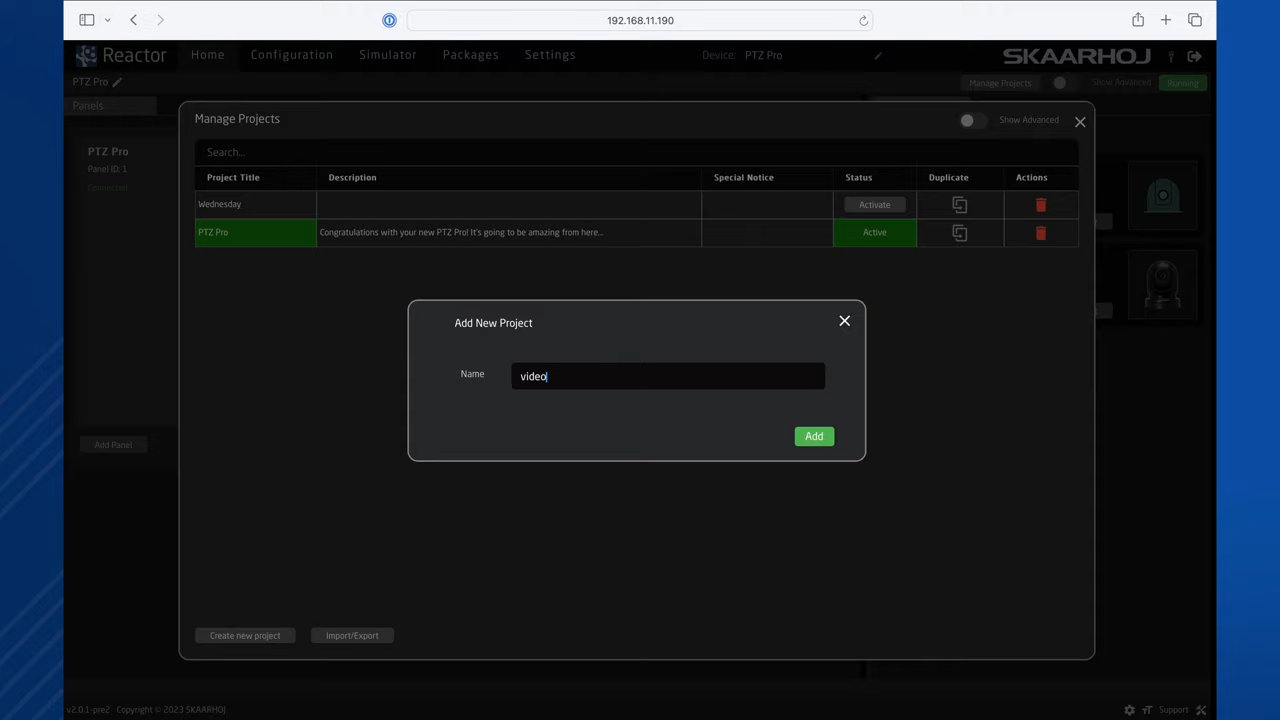 192.168.11.190
Reactor
Home
Configuration
Simulator
Packages
Settings
Device:
PTZ Pro
SKAARHOJ
PTZ Pro
Manage Projects
Show Advanced
Running
Panels
Manage Projects
Show Advanced
PTZ Pro
Panel ID: 1
Connected
Search...
Project Title
Description
Special Notice
Status
Duplicate
Actions
Wednesday
Activate
PTZ Pro
Congratulations with your new PTZ Pro! It's going to be amazing from here...
Active
Add New Project
Name
video
Add
Add Panel
Create new project
Import/Export
v2.0.1-pre2
Copyright © 2023 SKAARHOJ
Support